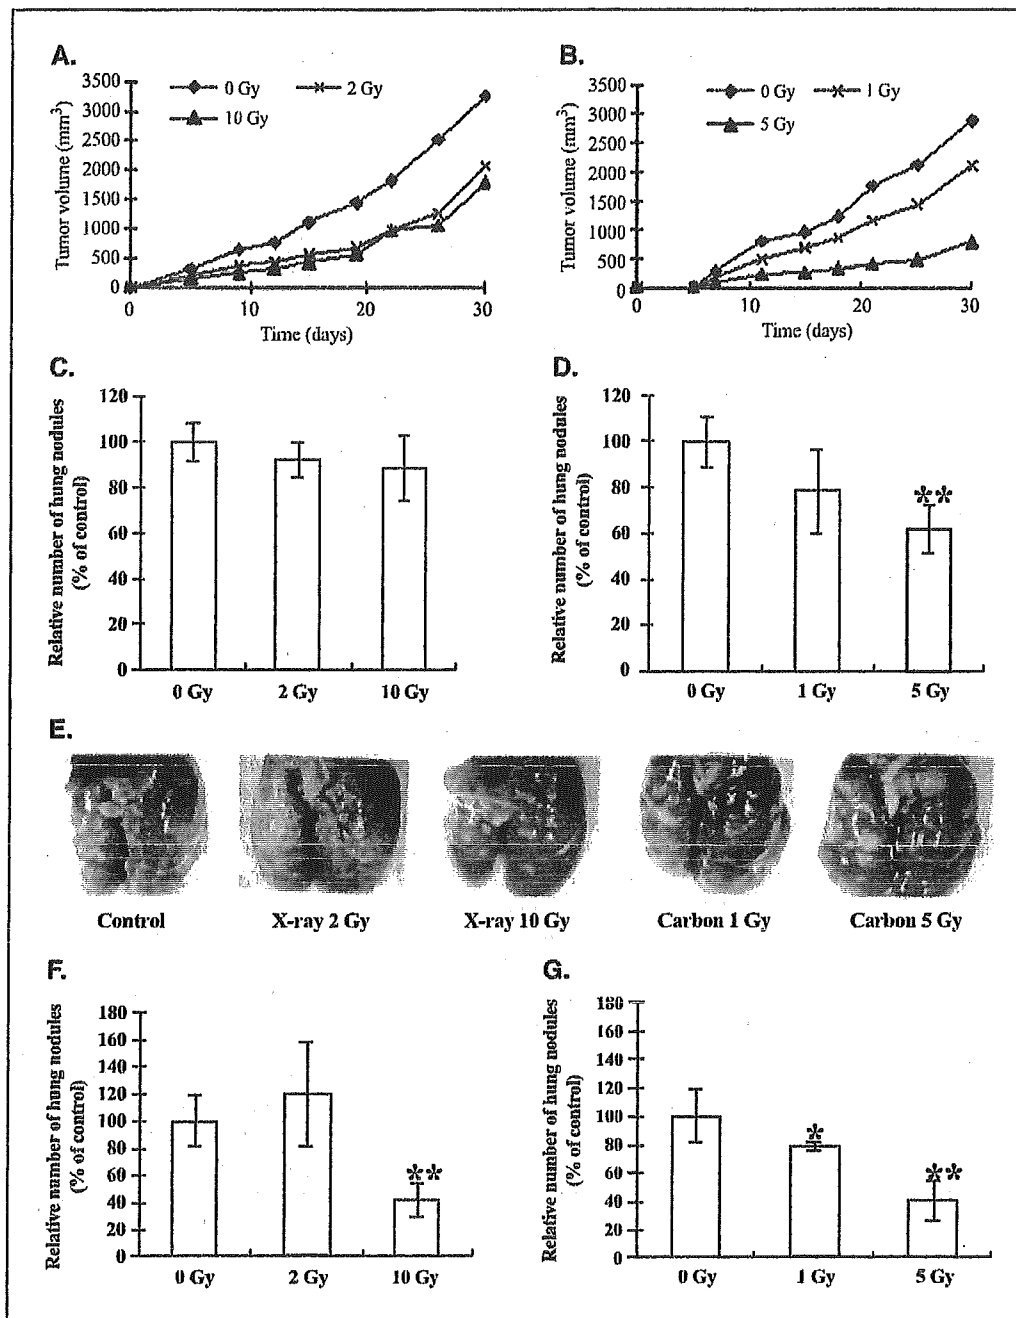 A.
Tumor volume (mm³)
3500
3000
2500
2000
1500
1000
500
0
0 Gy
2 Gy
10 Gy
0
10
20
30
Time (days)
B.
Tumor volume (mm³)
3500
3000
2500
2000
1500
1000
500
0
0 Gy
1 Gy
5 Gy
0
10
20
30
Time (days)
C.
Relative number of hung nodules
(% of control)
120
100
80
60
40
20
0
0 Gy
2 Gy
10 Gy
D.
Relative number of hung nodules
(% of control)
120
100
80
60
40
20
0
**
0 Gy
1 Gy
5 Gy
E.
Control
X-ray 2 Gy
X-ray 10 Gy
Carbon 1 Gy
Carbon 5 Gy
F.
Relative number of hung nodules
(% of control)
180
160
140
120
100
80
60
40
20
0
**
0 Gy
2 Gy
10 Gy
G.
Relative number of hung nodules
(% of control)
180
160
140
120
100
80
60
40
20
0
*
**
0 Gy
1 Gy
5 Gy